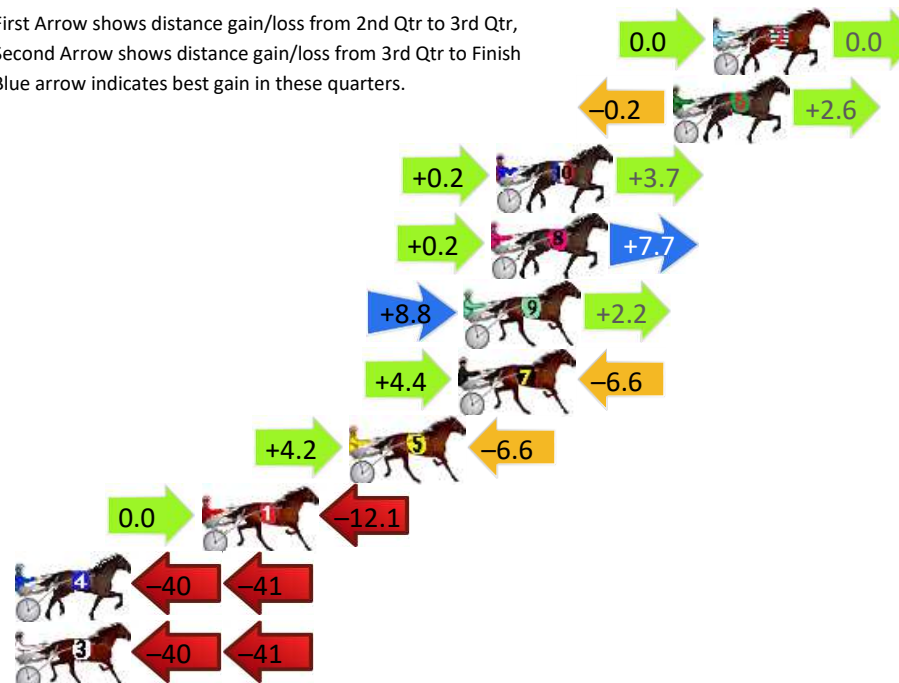 First Arrow shows distance gain/loss from 2nd Qtr to 3rd Qtr,
Second Arrow shows distance gain/loss from 3rd Qtr to Finish
Blue arrow indicates best gain in these quarters.
0.0 2 0.0
–0.2 6 +2.6
+0.2 10 +3.7
+0.2 8 +7.7
+8.8 9 +2.2
+4.4 7 –6.6
+4.2 5 –6.6
0.0 1 –12.1
4 –40 –41
3 –40 –41